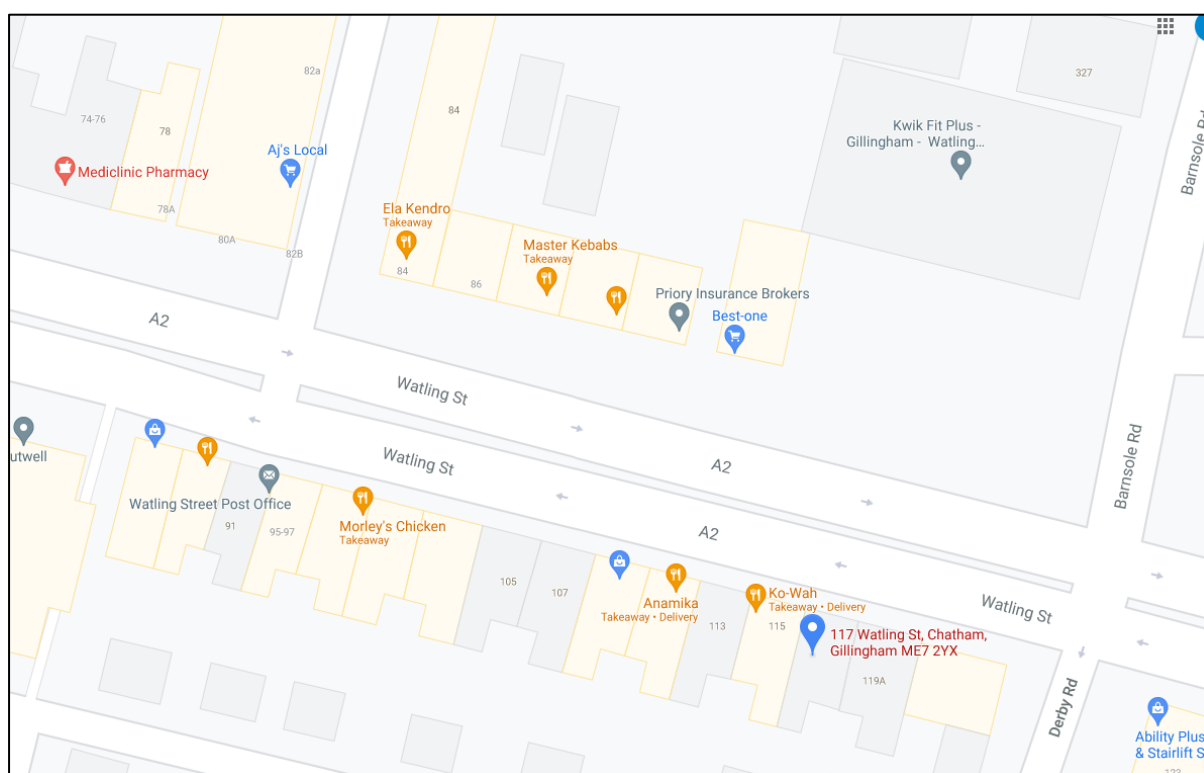 82a
327
84
Kwik Fit Plus -
Gillingham - Watling...
74-76
78
Aj's Local
Mediclinic Pharmacy
Barnsole Rd
78A
Ela Kendro
Takeaway
80A
82B
84
Master Kebabs
Takeaway
86
Priory Insurance Brokers
Best-one
A2
Watling St
Barnsole Rd
utwell
Watling St
A2
Watling Street Post Office
91
95-97
Morley's Chicken
Takeaway
A2
105
107
Anamika
Takeaway • Delivery
113
Ko-Wah
Takeaway • Delivery
115
Watling St
117 Watling St, Chatham,
Gillingham ME7 2YX
119A
Derby Rd
Ability Plus
& Stairlift S
123